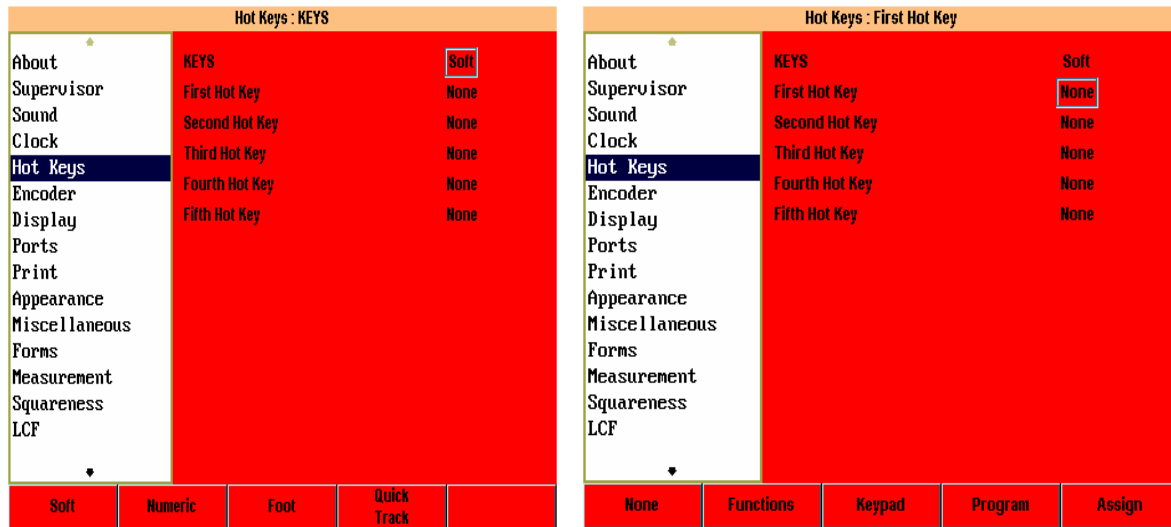 Hot Keys : KEYS
About
Supervisor
Sound
Clock
Hot Keys
Encoder
Display
Ports
Print
Appearance
Miscellaneous
Forms
Measurement
Squareness
LCF
KEYS Soft
First Hot Key None
Second Hot Key None
Third Hot Key None
Fourth Hot Key None
Fifth Hot Key None
Soft Numeric Foot Quick Track
Hot Keys : First Hot Key
About
Supervisor
Sound
Clock
Hot Keys
Encoder
Display
Ports
Print
Appearance
Miscellaneous
Forms
Measurement
Squareness
LCF
KEYS Soft
First Hot Key None
Second Hot Key None
Third Hot Key None
Fourth Hot Key None
Fifth Hot Key None
None Functions Keypad Program Assign